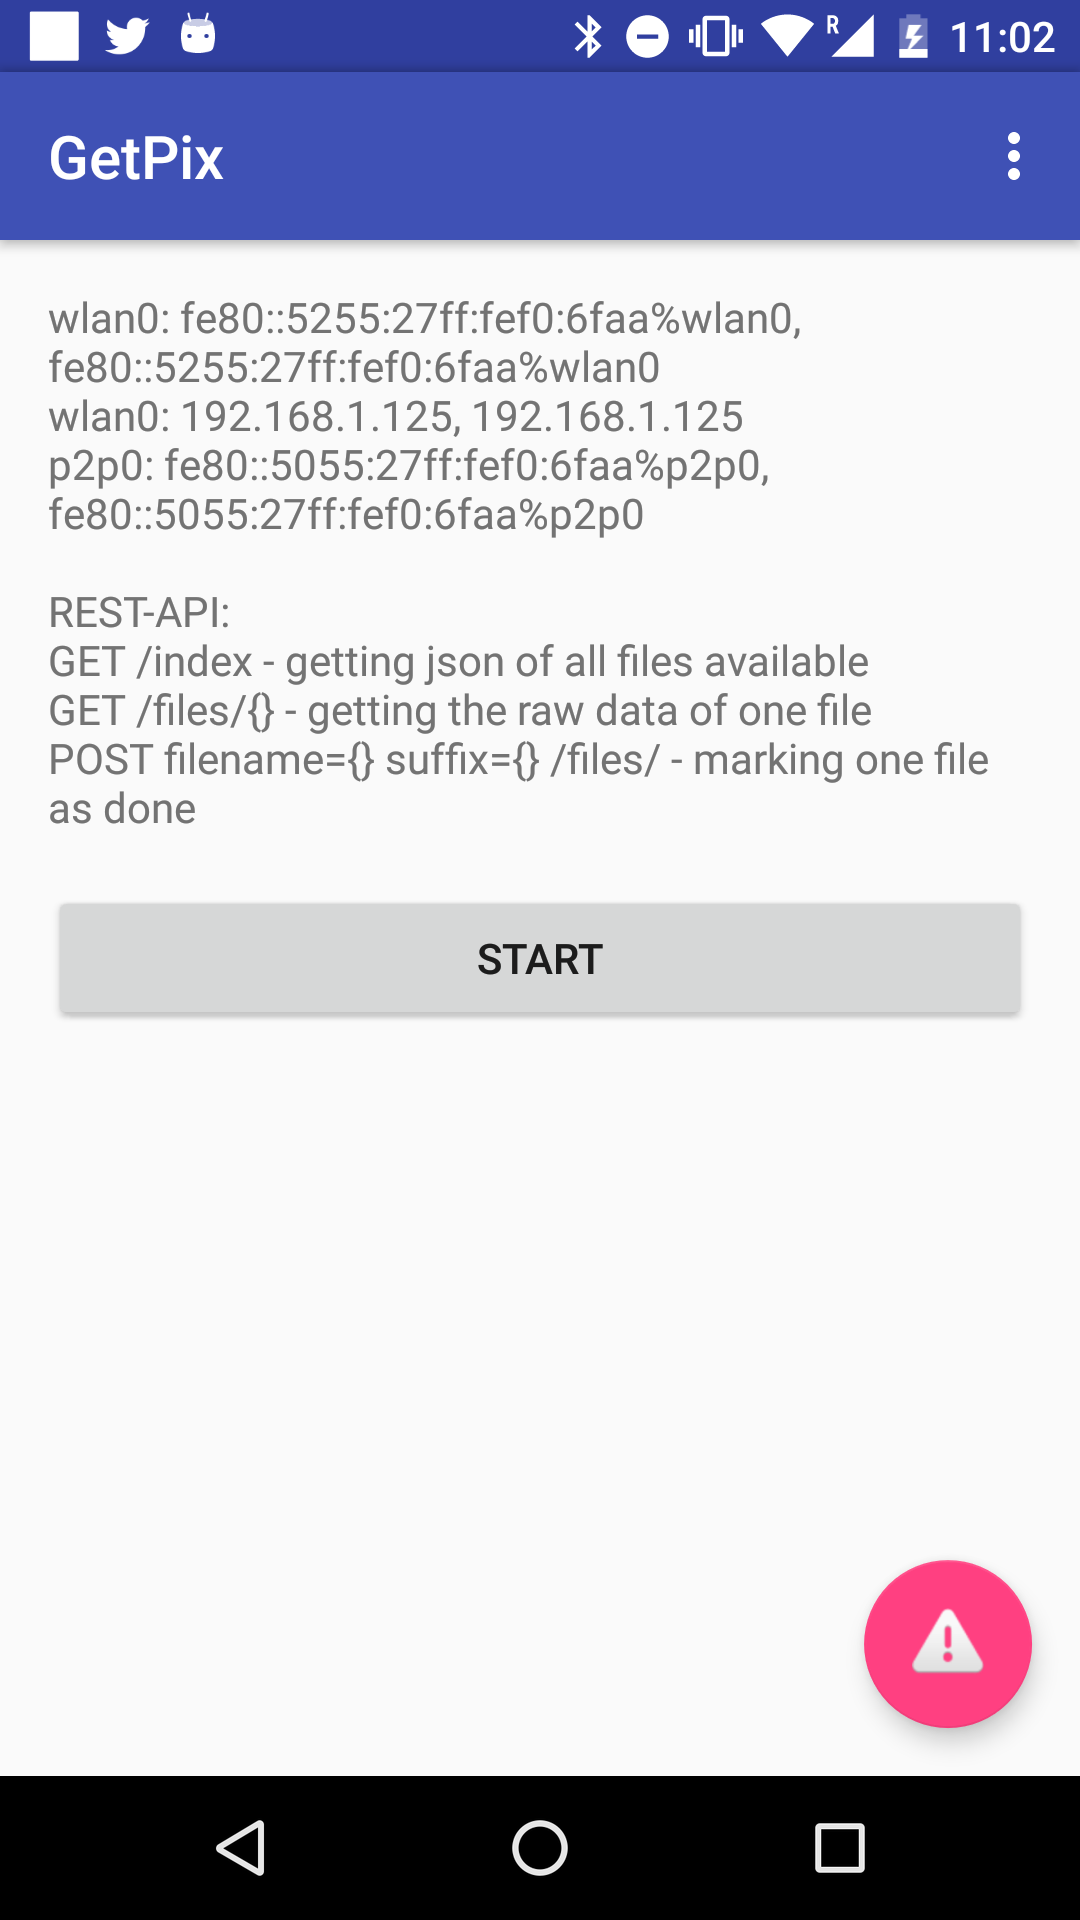 R 11:02
GetPix
wlan0: fe80::5255:27ff:fef0:6faa%wlan0,
fe80::5255:27ff:fef0:6faa%wlan0
wlan0: 192.168.1.125, 192.168.1.125
p2p0: fe80::5055:27ff:fef0:6faa%p2p0,
fe80::5055:27ff:fef0:6faa%p2p0
REST-API:
GET /index - getting json of all files available
GET /files/{} - getting the raw data of one file
POST filename={} suffix={} /files/ - marking one file
as done
START